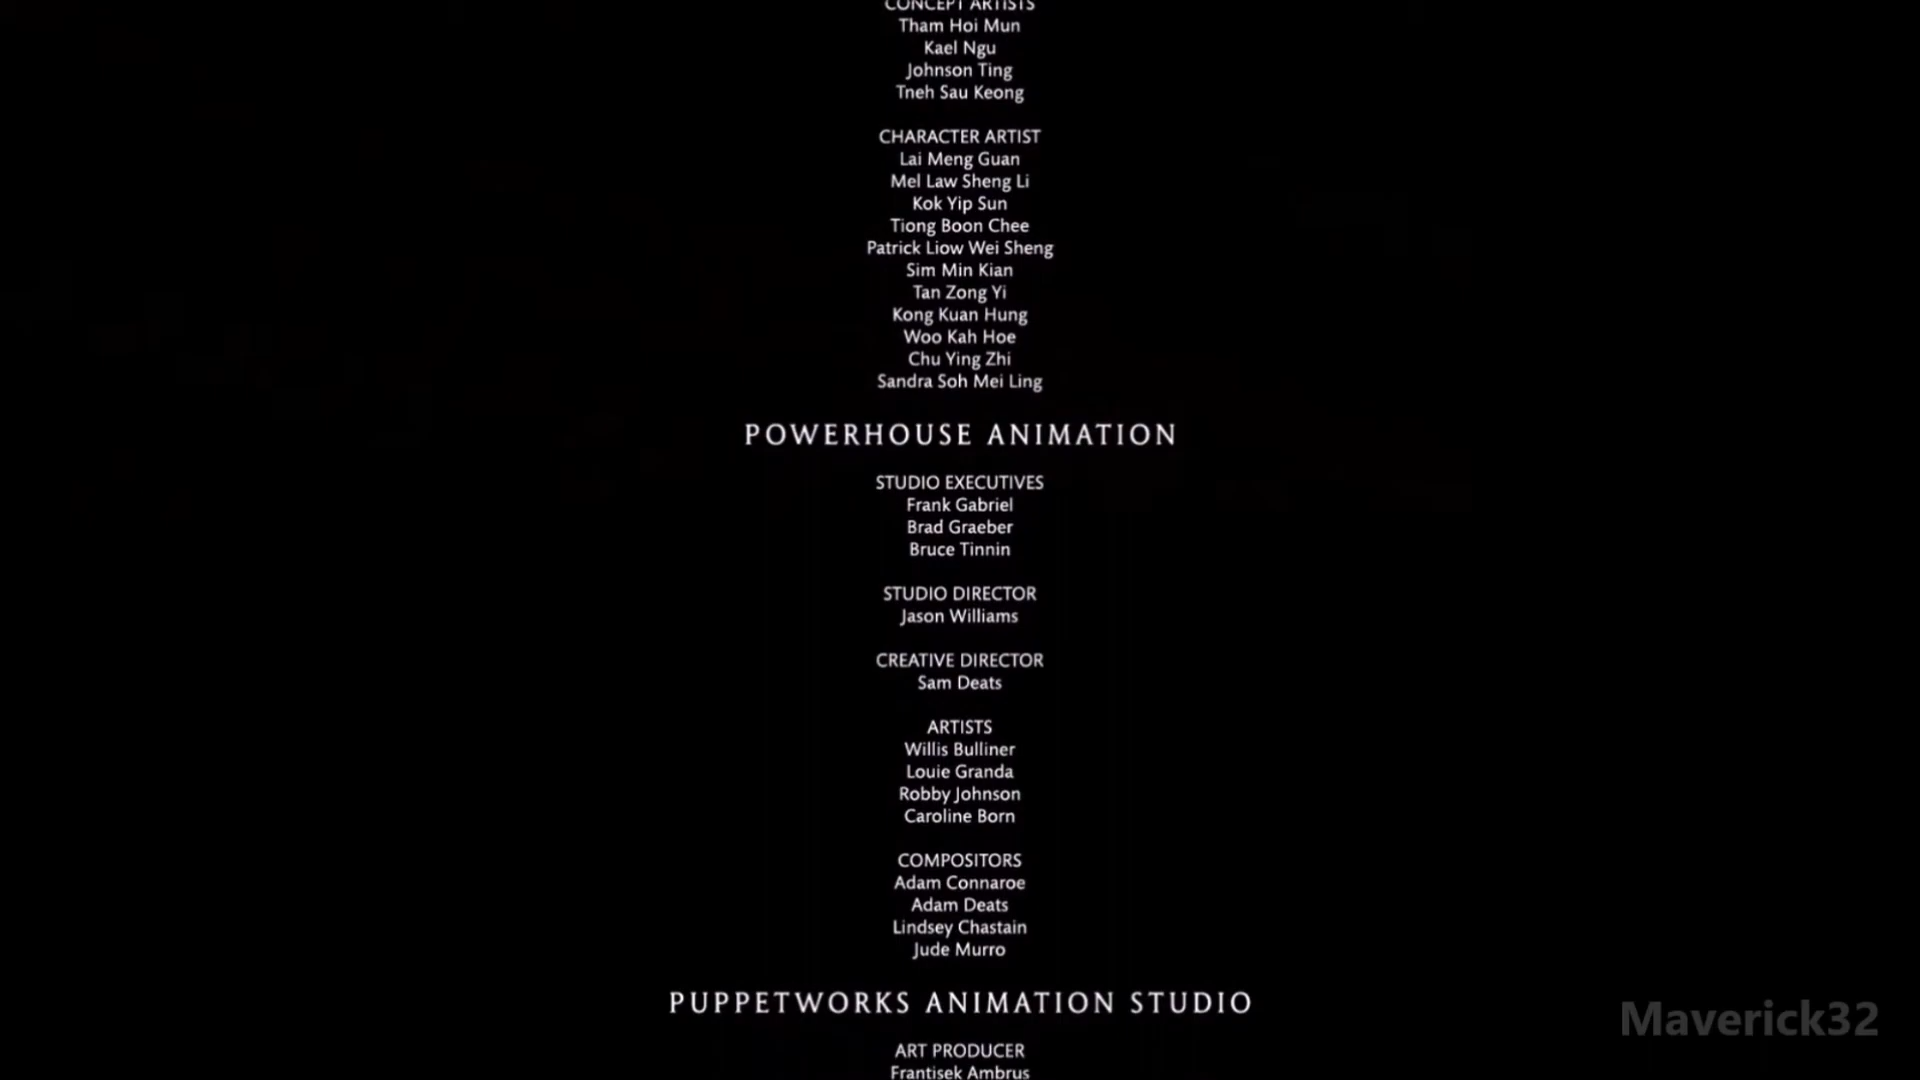 CONCEPT ARTISTS
Tham Hoi Mun
Kael Ngu
Johnson Ting
Tneh Sau Keong
CHARACTER ARTIST
Lai Meng Guan
Mel Law Sheng Li
Kok Yip Sun
Tiong Boon Chee
Patrick Liow Wei Sheng
Sim Min Kian
Tan Zong Yi
Kong Kuan Hung
Woo Kah Hoe
Chu Ying Zhi
Sandra Soh Mei Ling
POWERHOUSE ANIMATION
STUDIO EXECUTIVES
Frank Gabriel
Brad Graeber
Bruce Tinnin
STUDIO DIRECTOR
Jason Williams
CREATIVE DIRECTOR
Sam Deats
ARTISTS
Willis Bulliner
Louie Granda
Robby Johnson
Caroline Born
COMPOSITORS
Adam Connaroe
Adam Deats
Lindsey Chastain
Jude Murro
PUPPETWORKS ANIMATION STUDIO
ART PRODUCER
Frantisek Ambrus
Maverick32